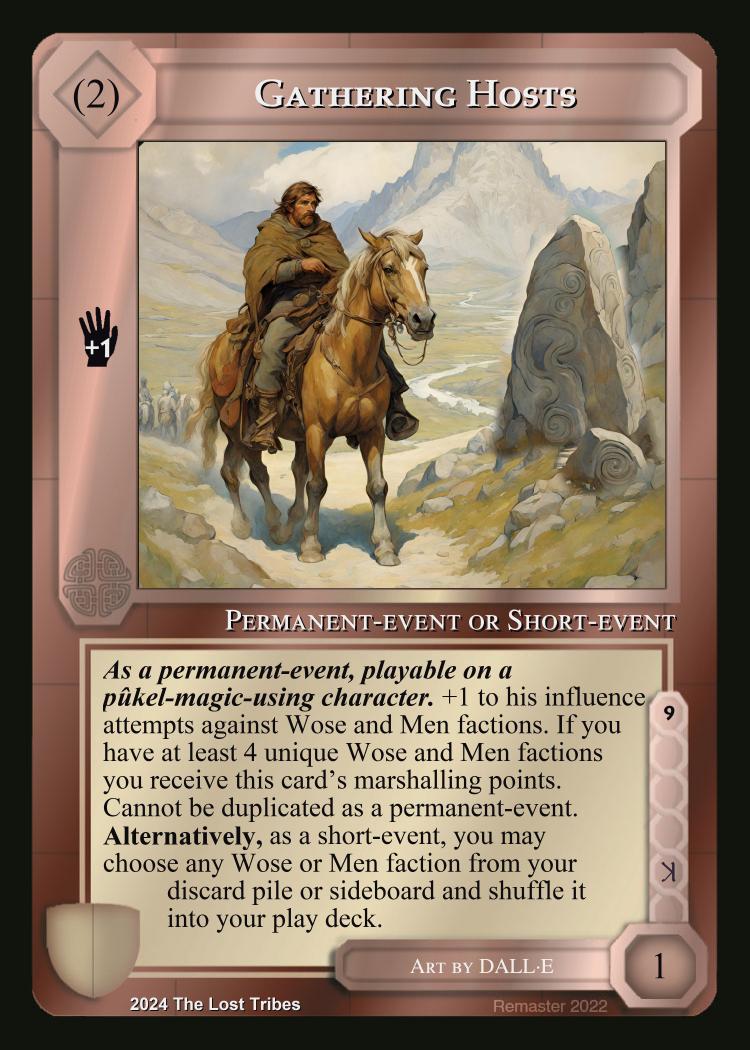 (2)
Gathering Hosts
+1
Permanent-event or Short-event
As a permanent-event, playable on a
pûkel-magic-using character. +1 to his influence
attempts against Wose and Men factions. If you
have at least 4 unique Wose and Men factions
you receive this card’s marshalling points.
Cannot be duplicated as a permanent-event.
Alternatively, as a short-event, you may
choose any Wose or Men faction from your
discard pile or sideboard and shuffle it
into your play deck.
9
Art by DALL·E
1
2024 The Lost Tribes
Remaster 2022